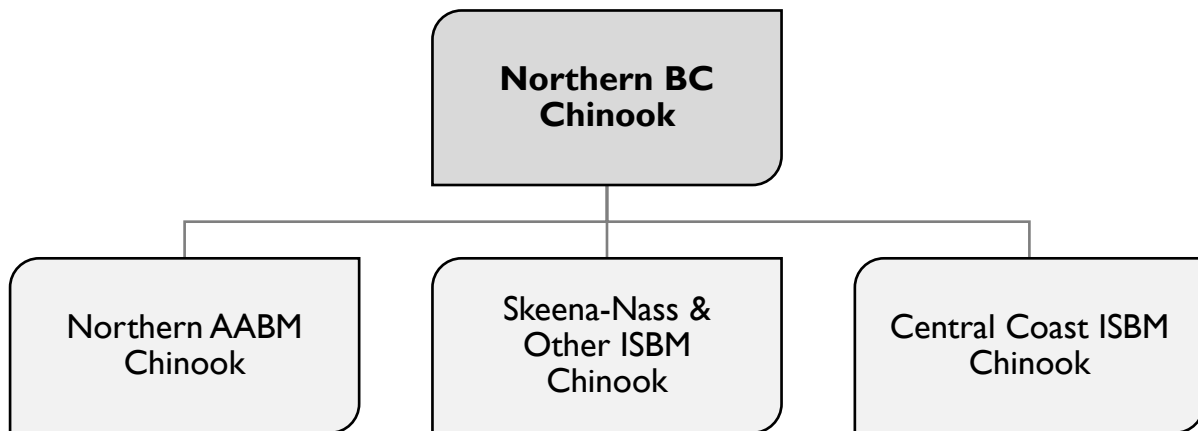 Northern BC
Chinook
Northern AABM
Chinook
Skeena-Nass &
Other ISBM
Chinook
Central Coast ISBM
Chinook